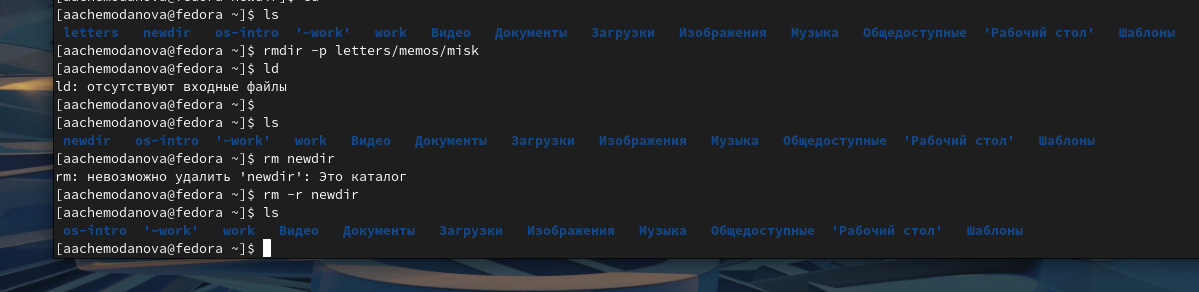 [aachemodanova@fedora ~]$ ls
letters newdir os-intro '~work' work Видео Документы Загрузки Изображения Музыка Общедоступные 'Рабочий стол' Шаблоны
[aachemodanova@fedora ~]$ rmdir -p letters/memos/misk
[aachemodanova@fedora ~]$ ld
ld: отсутствуют входные файлы
[aachemodanova@fedora ~]$
[aachemodanova@fedora ~]$ ls
newdir os-intro '~work' work Видео Документы Загрузки Изображения Музыка Общедоступные 'Рабочий стол' Шаблоны
[aachemodanova@fedora ~]$ rm newdir
rm: невозможно удалить 'newdir': Это каталог
[aachemodanova@fedora ~]$ rm -r newdir
[aachemodanova@fedora ~]$ ls
os-intro '~work' work Видео Документы Загрузки Изображения Музыка Общедоступные 'Рабочий стол' Шаблоны
[aachemodanova@fedora ~]$